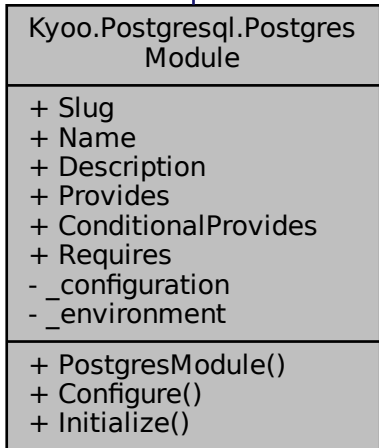 Kyoo.Postgresql.Postgres
Module
+ Slug
+ Name
+ Description
+ Provides
+ ConditionalProvides
+ Requires
- _configuration
- _environment
+ PostgresModule()
+ Configure()
+ Initialize()